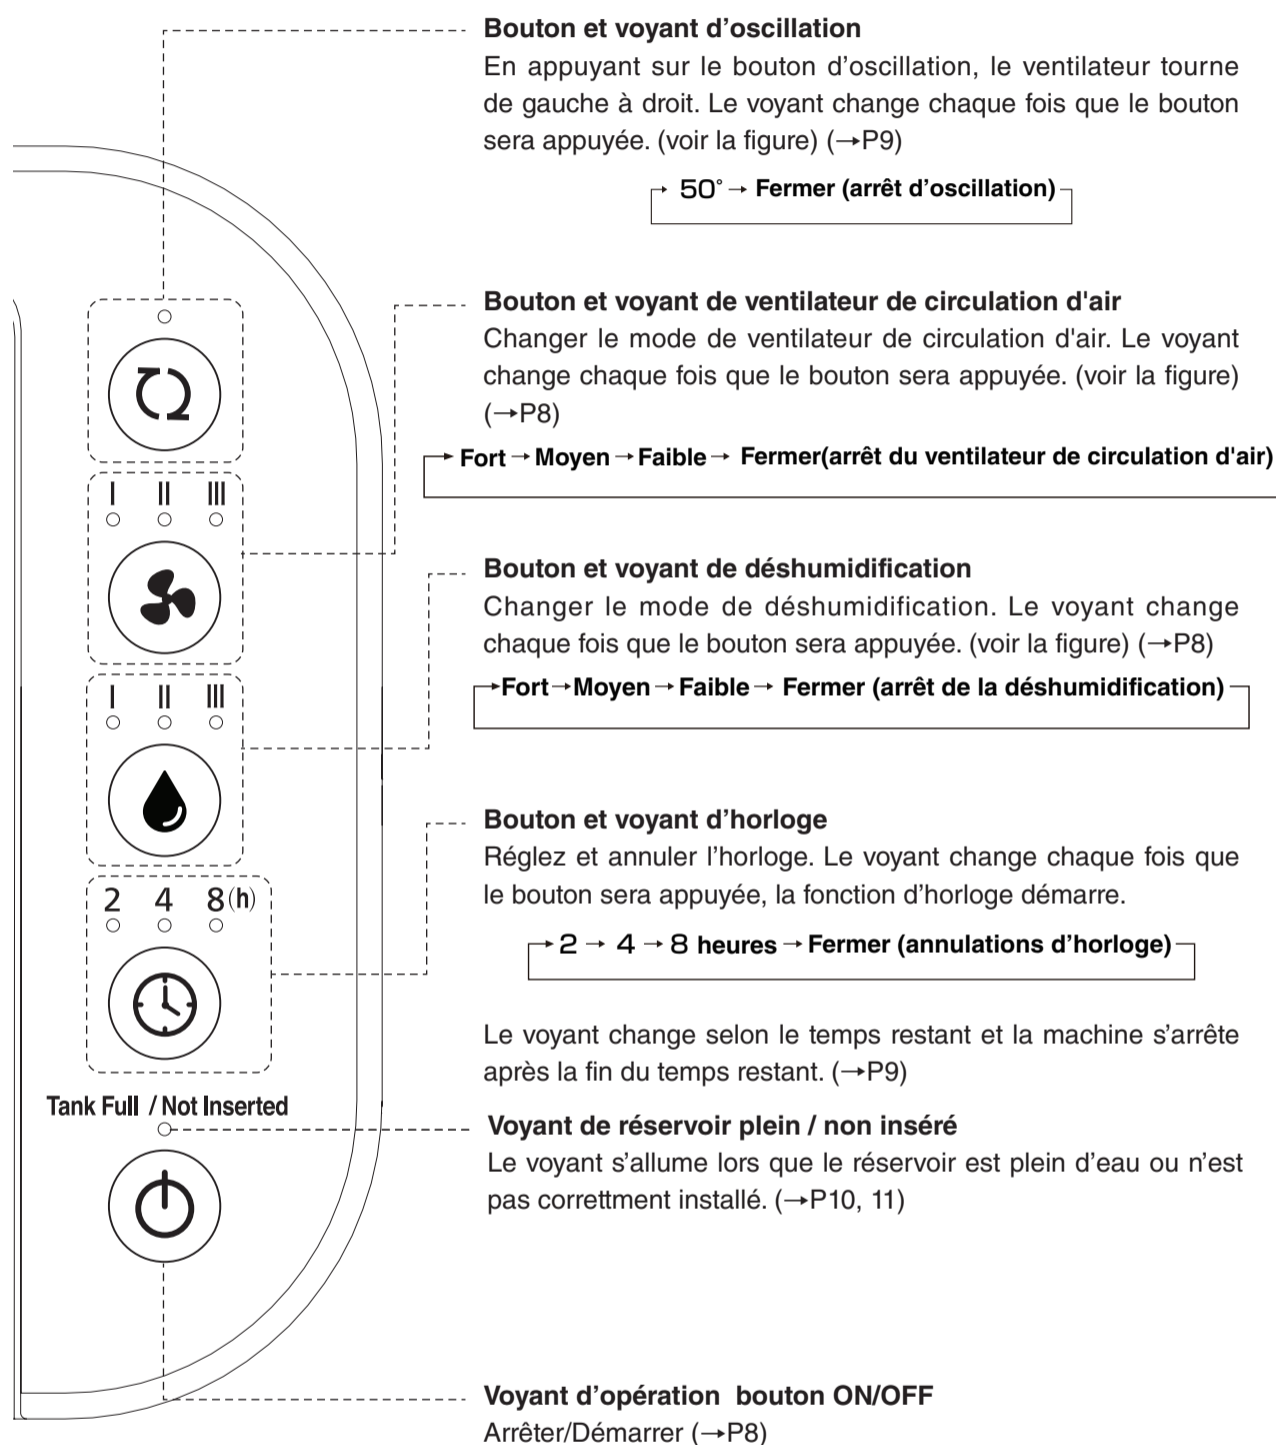 Bouton et voyant d’oscillation
En appuyant sur le bouton d’oscillation, le ventilateur tourne
de gauche à droit. Le voyant change chaque fois que le bouton
sera appuyée. (voir la figure) (→P9)
→ 50° → Fermer (arrêt d’oscillation)
Bouton et voyant de ventilateur de circulation d'air
Changer le mode de ventilateur de circulation d'air. Le voyant
change chaque fois que le bouton sera appuyée. (voir la figure)
(→P8)
→ Fort → Moyen → Faible → Fermer(arrêt du ventilateur de circulation d'air)
I II III
Bouton et voyant de déshumidification
Changer le mode de déshumidification. Le voyant change
chaque fois que le bouton sera appuyée. (voir la figure) (→P8)
→Fort→Moyen→Faible→ Fermer (arrêt de la déshumidification)
I II III
Bouton et voyant d’horloge
Réglez et annuler l’horloge. Le voyant change chaque fois que
le bouton sera appuyée, la fonction d’horloge démarre.
2 4 8(h)
→ 2 → 4 → 8 heures → Fermer (annulations d’horloge)
Le voyant change selon le temps restant et la machine s’arrête
après la fin du temps restant. (→P9)
Tank Full / Not Inserted
Voyant de réservoir plein / non inséré
Le voyant s’allume lors que le réservoir est plein d’eau ou n’est
pas correttment installé. (→P10, 11)
Voyant d’opération bouton ON/OFF
Arrêter/Démarrer (→P8)